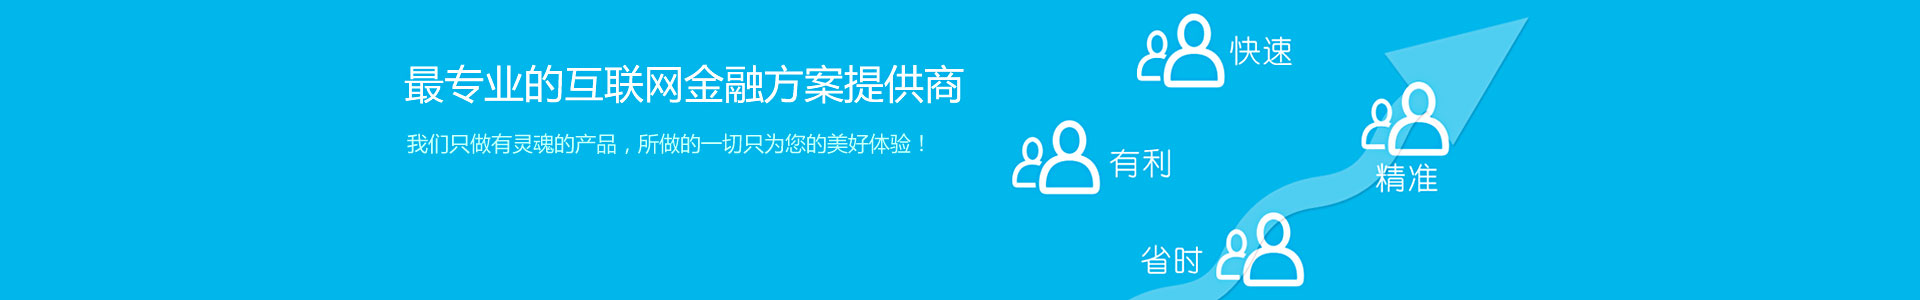 最专业的互联网金融方案提供商
我们只做有灵魂的产品，所做的一切只为您的美好体验！
快速
有利
精准
省时